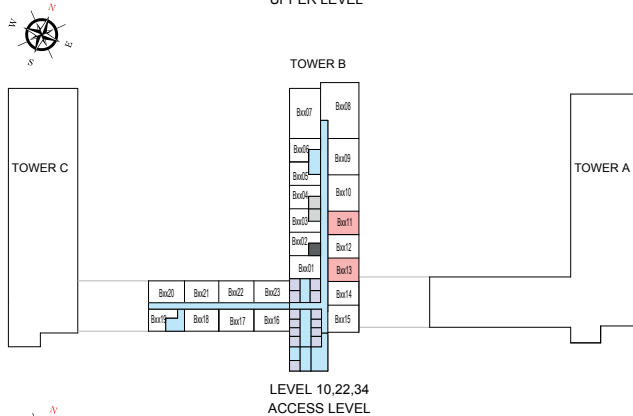 UPPER LEVEL
N
W
E
S
TOWER B
Bxx07
Bxx08
Bxx06
Bxx09
TOWER C
TOWER A
Bxx05
Bxx04
Bxx10
Bxx03
Bxx11
Bxx02
Bxx12
Bxx01
Bxx13
Bxx20
Bxx21
Bxx22
Bxx23
Bxx14
Bxx19
Bxx18
Bxx17
Bxx16
Bxx15
LEVEL 10,22,34
ACCESS LEVEL
N